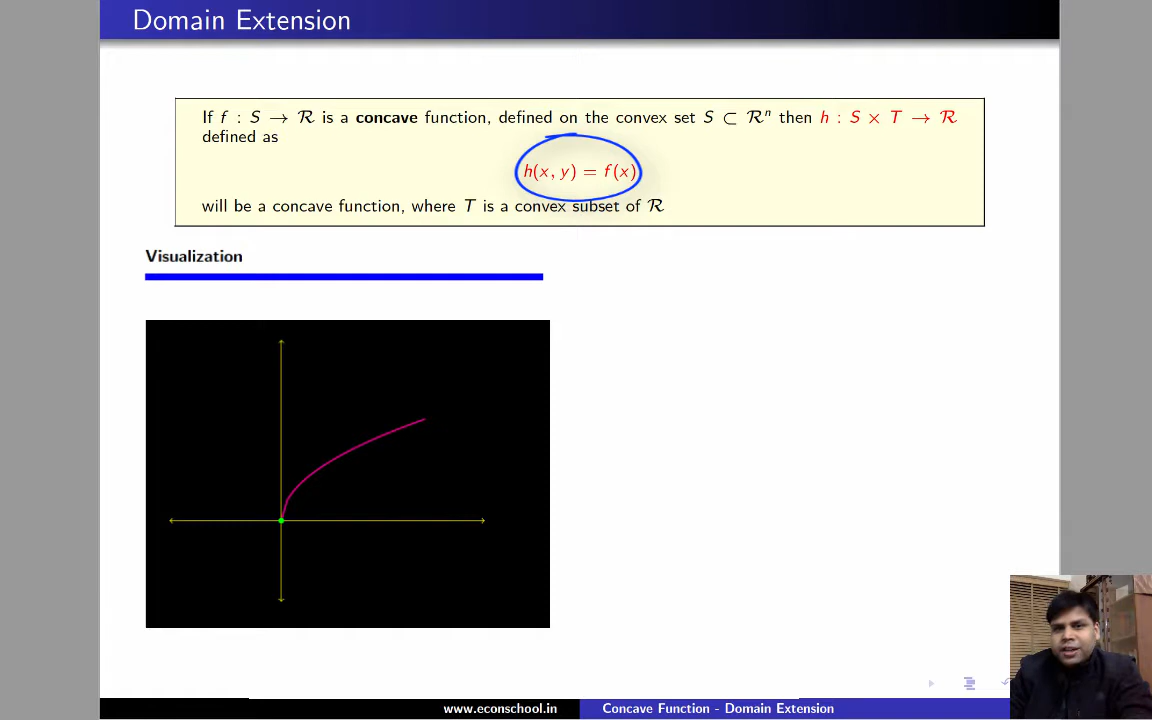 Domain Extension
If f : S → ℛ is a concave function, defined on the convex set S ⊂ ℛⁿ then h : S × T → ℛ
defined as
h(x, y) = f(x)
will be a concave function, where T is a convex subset of ℛ
Visualization
www.econschool.in
Concave Function - Domain Extension